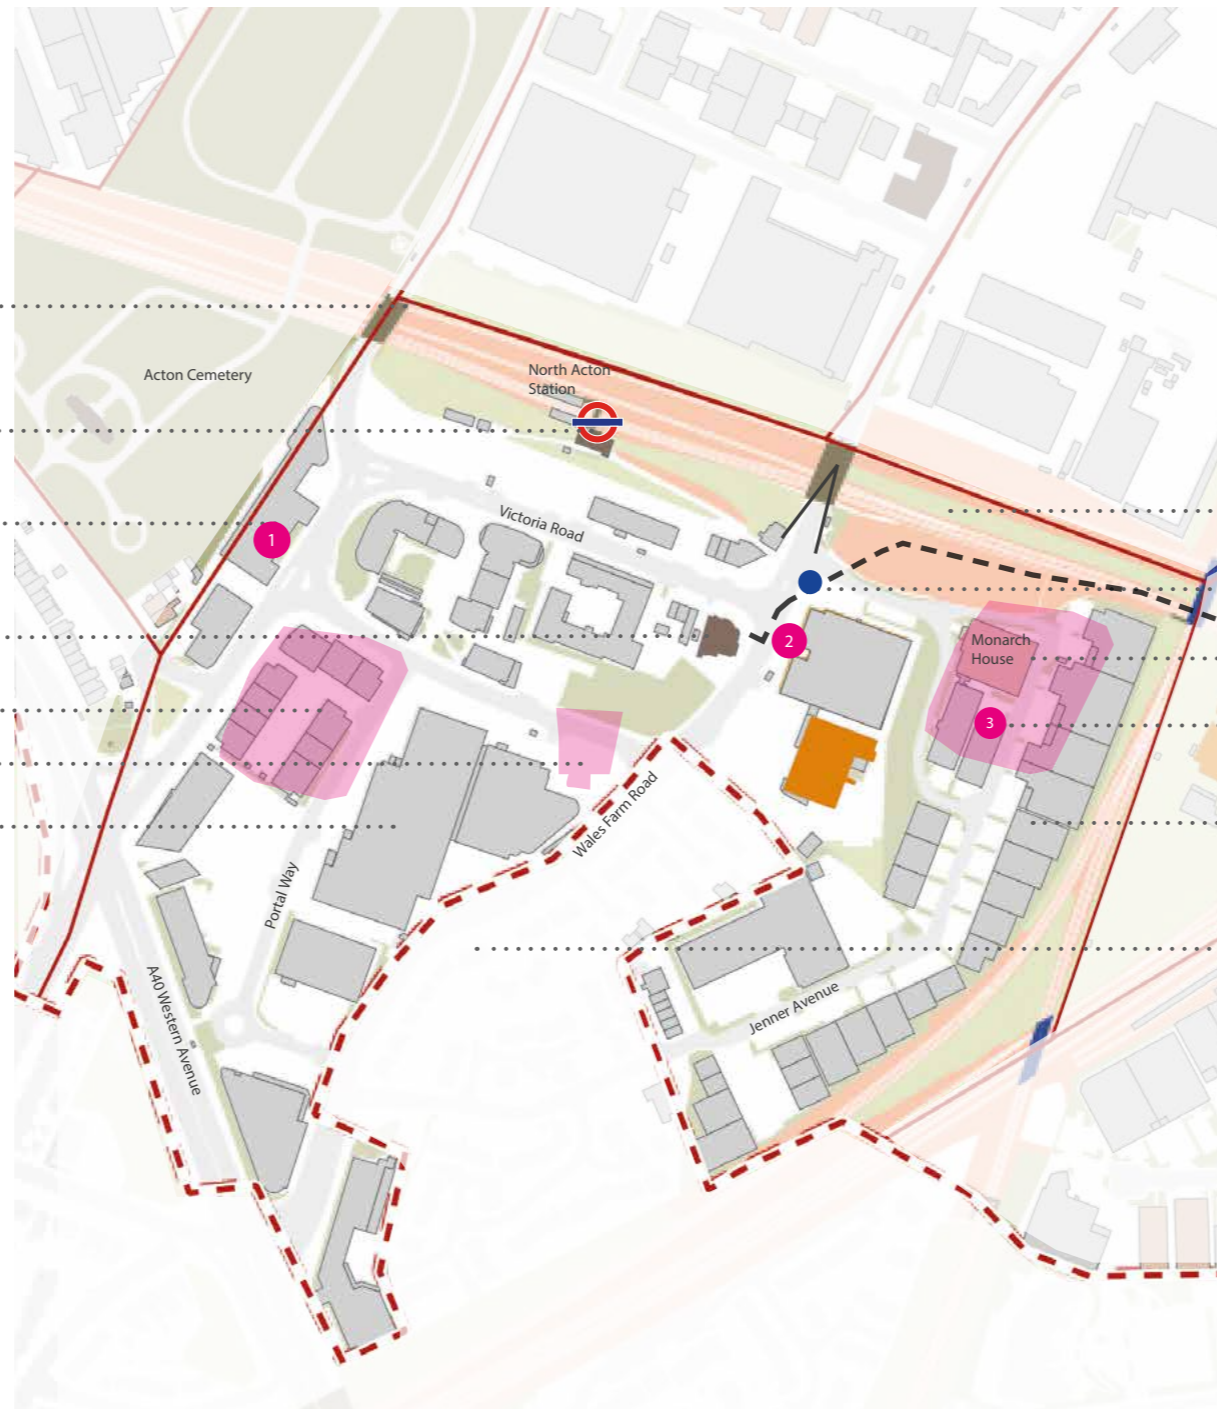 Acton Cemetery
North Acton
Station
Victoria Road
1
2
Monarch
House
3
Wales Farm Road
Portal Way
A40 Western Avenue
Jenner Avenue